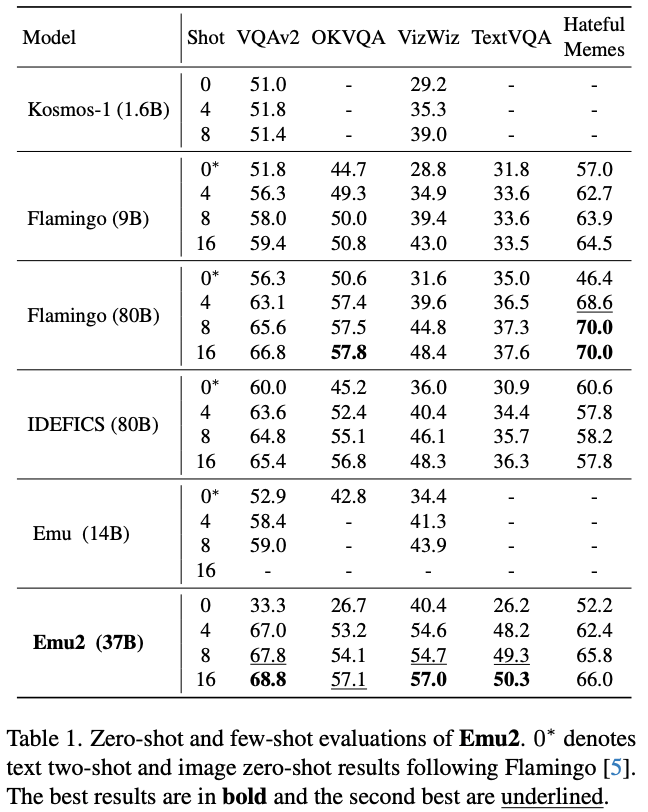 Model Shot VQAv2 OKVQA VizWiz TextVQA Hateful Memes
Kosmos-1 (1.6B)
0 51.0 - 29.2 - -
4 51.8 - 35.3 - -
8 51.4 - 39.0 - -
Flamingo (9B)
0* 51.8 44.7 28.8 31.8 57.0
4 56.3 49.3 34.9 33.6 62.7
8 58.0 50.0 39.4 33.6 63.9
16 59.4 50.8 43.0 33.5 64.5
Flamingo (80B)
0* 56.3 50.6 31.6 35.0 46.4
4 63.1 57.4 39.6 36.5 68.6
8 65.6 57.5 44.8 37.3 70.0
16 66.8 57.8 48.4 37.6 70.0
IDEFICS (80B)
0* 60.0 45.2 36.0 30.9 60.6
4 63.6 52.4 40.4 34.4 57.8
8 64.8 55.1 46.1 35.7 58.2
16 65.4 56.8 48.3 36.3 57.8
Emu (14B)
0* 52.9 42.8 34.4 - -
4 58.4 - 41.3 - -
8 59.0 - 43.9 - -
16 - - - - -
Emu2 (37B)
0 33.3 26.7 40.4 26.2 52.2
4 67.0 53.2 54.6 48.2 62.4
8 67.8 54.1 54.7 49.3 65.8
16 68.8 57.1 57.0 50.3 66.0
Table 1. Zero-shot and few-shot evaluations of Emu2. 0* denotes
text two-shot and image zero-shot results following Flamingo [5].
The best results are in bold and the second best are underlined.